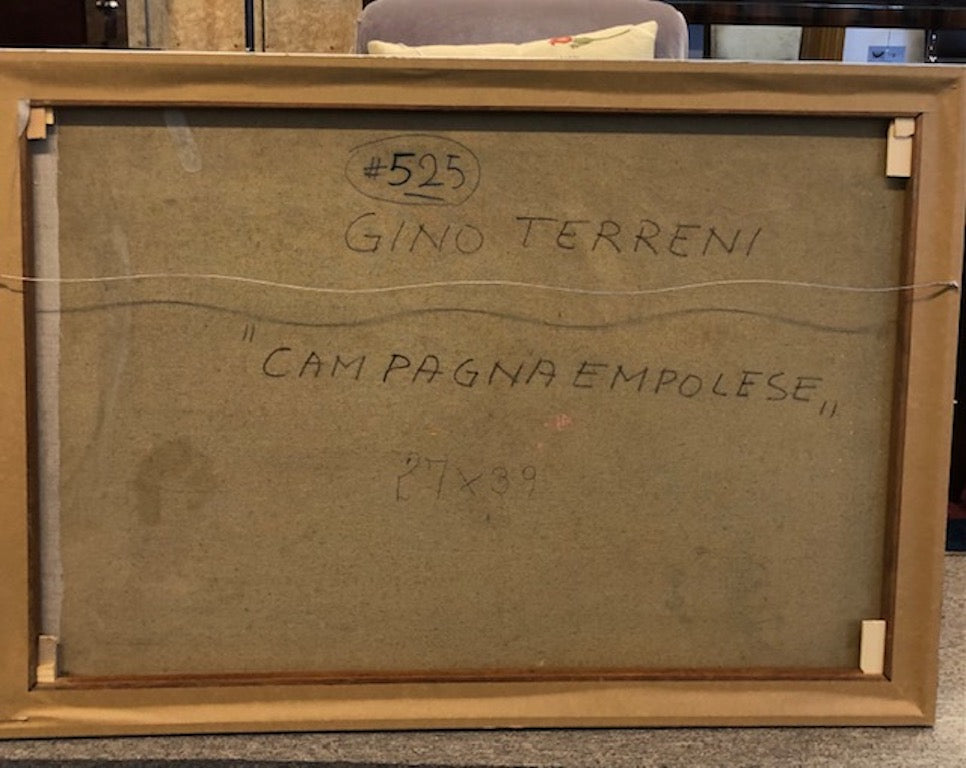 #525
GINO TERRENI
"CAMPAGNA EMPOLESE"
27x39